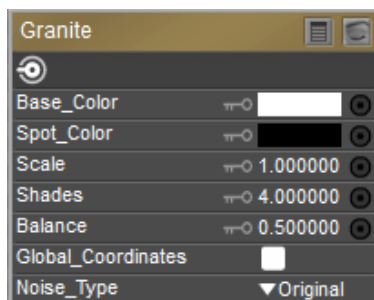 Granite
Base_Color
Spot_Color
Scale 1.000000
Shades 4.000000
Balance 0.500000
Global_Coordinates
Noise_Type ▼Original